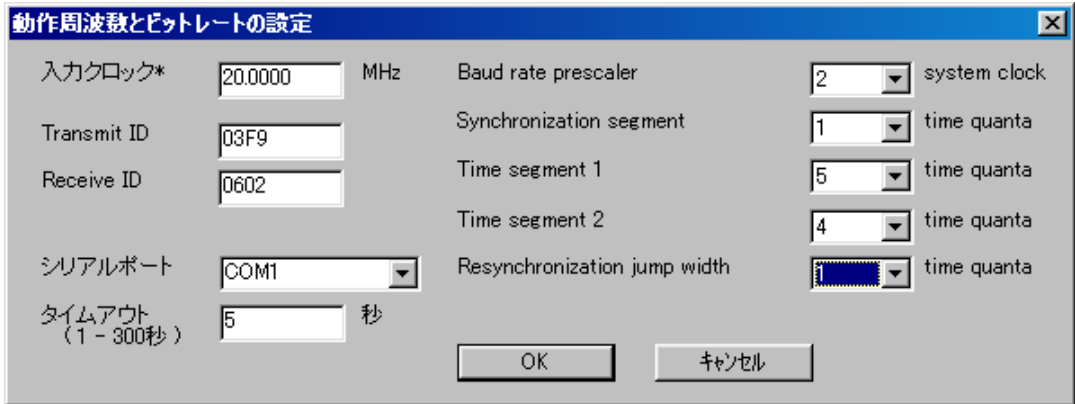 動作周波数とビットレートの設定
入力クロック* 20.0000 MHz
Transmit ID 03F9
Receive ID 0602
シリアルポート COM1
タイムアウト 5 秒
(1 - 300秒)
Baud rate prescaler 2 system clock
Synchronization segment 1 time quanta
Time segment 1 5 time quanta
Time segment 2 4 time quanta
Resynchronization jump width 1 time quanta
OK キャンセル